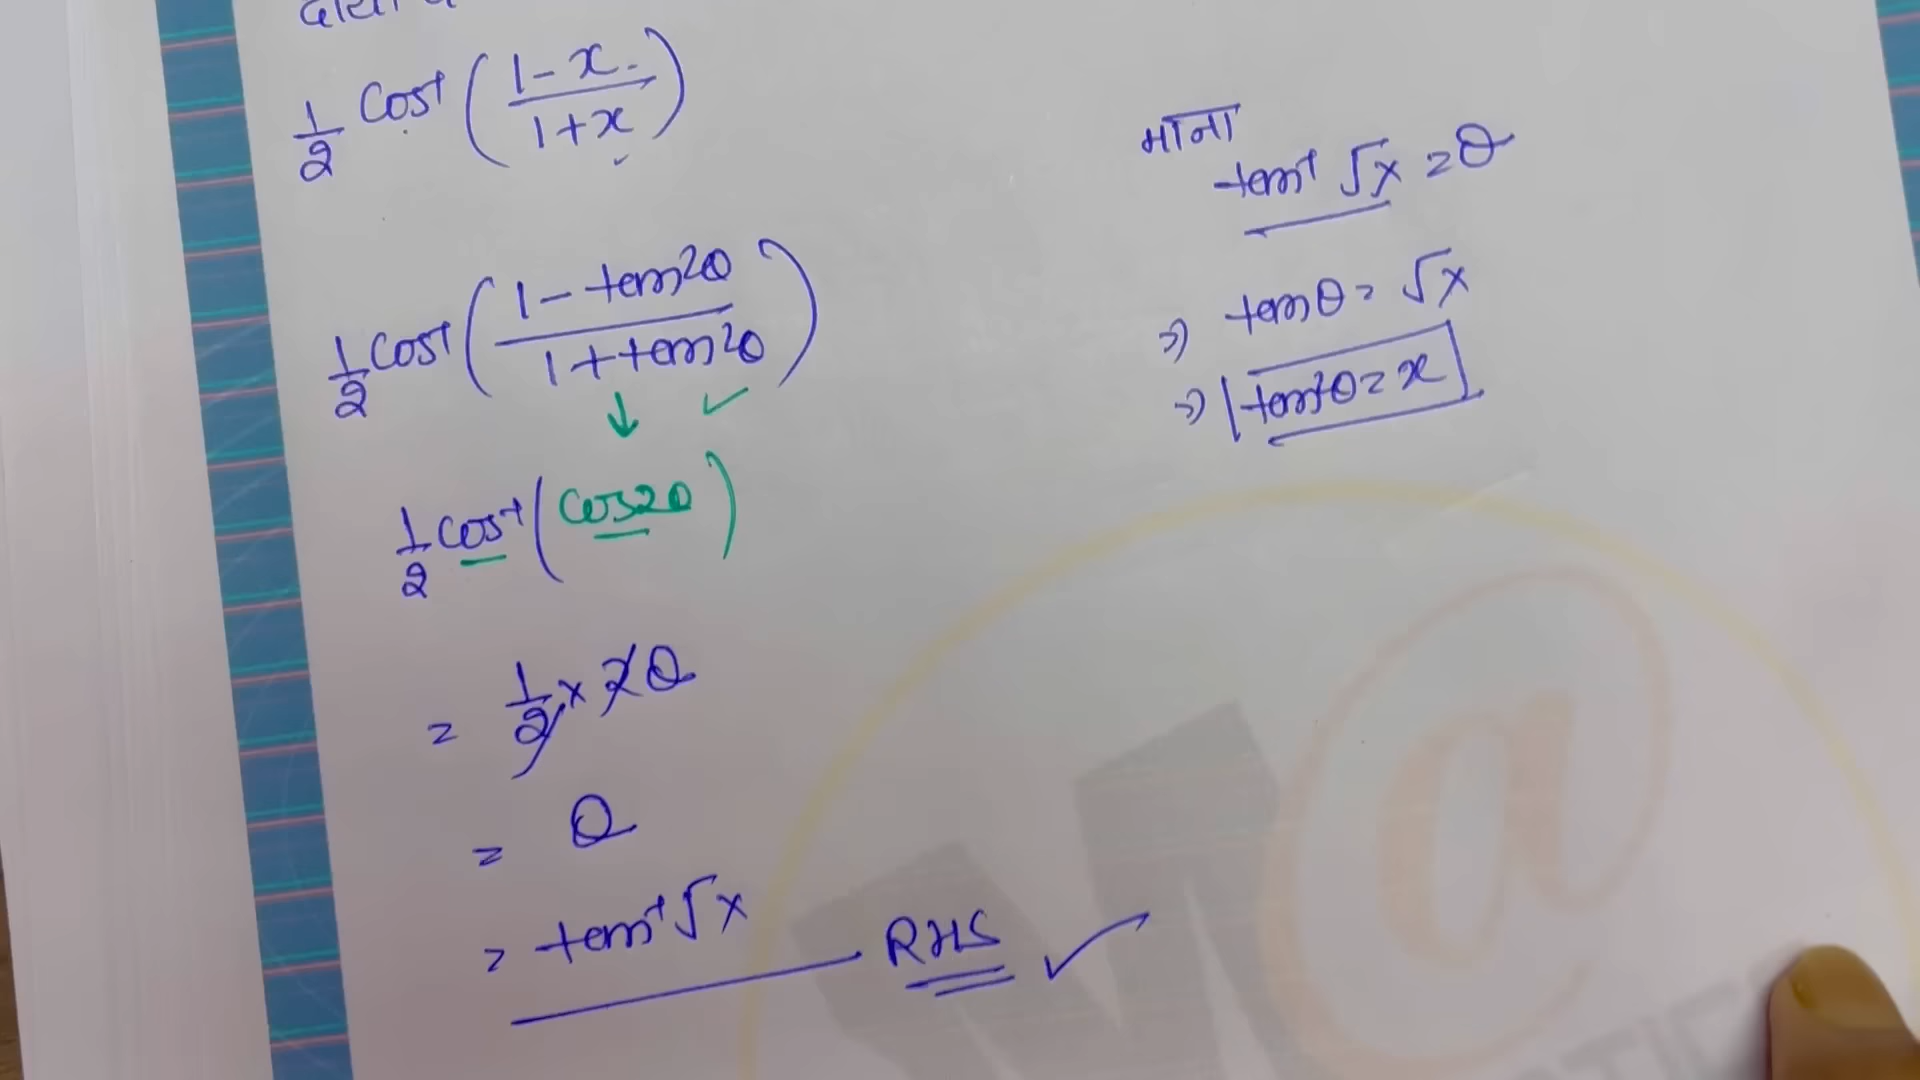 1/2 cos⁻¹ ( (1-x) / (1+x) )
1/2 cos⁻¹ ( (1-tan²θ) / (1+tan²θ) )
1/2 cos⁻¹ ( cos2θ )
= 1/2 × 2θ
= θ
= tan⁻¹ √x RHS ✓
माना
tan⁻¹ √x = θ
⇒ tanθ = √x
⇒ tan²θ = x